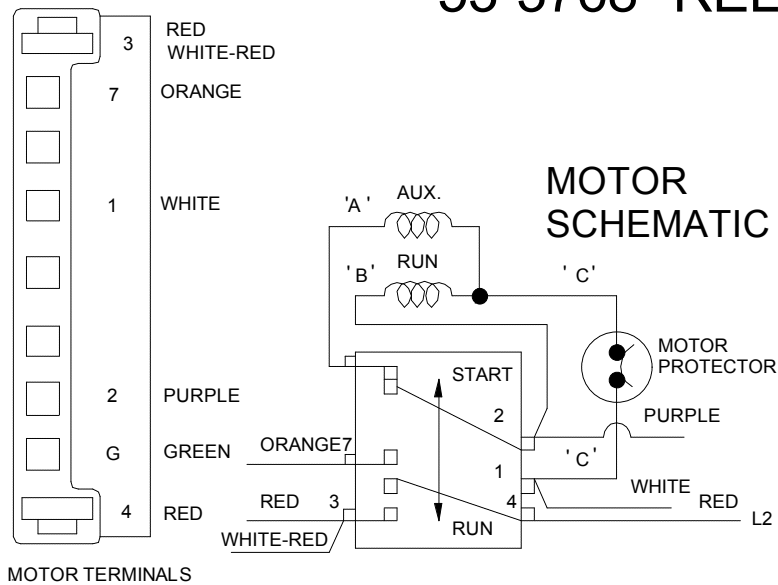 3 RED
WHITE-RED
7 ORANGE
1 WHITE
2 PURPLE
G GREEN
4 RED
MOTOR TERMINALS
MOTOR
SCHEMATIC
'A' AUX.
'B' RUN 'C'
MOTOR
PROTECTOR
START
2 PURPLE
ORANGE7
1 'C'
WHITE
RED 3 4 RED
L2
WHITE-RED RUN